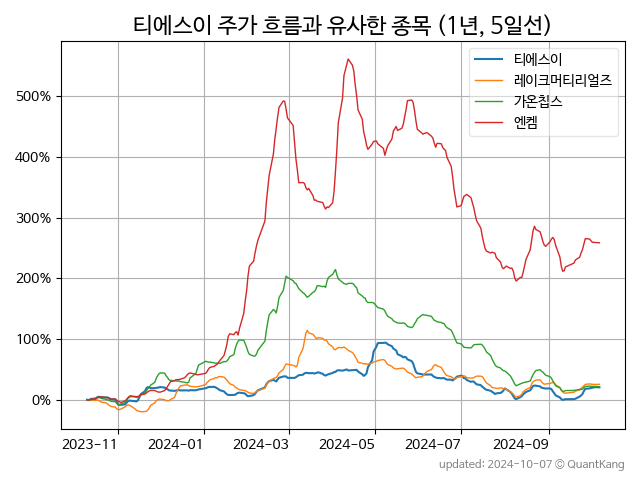 티에스이 주가 흐름과 유사한 종목 (1년, 5일선)
티에스이
레이크머티리얼즈
가온칩스
엔켐
500%
400%
300%
200%
100%
0%
2023-11 2024-01 2024-03 2024-05 2024-07 2024-09
updated: 2024-10-07 © QuantKang